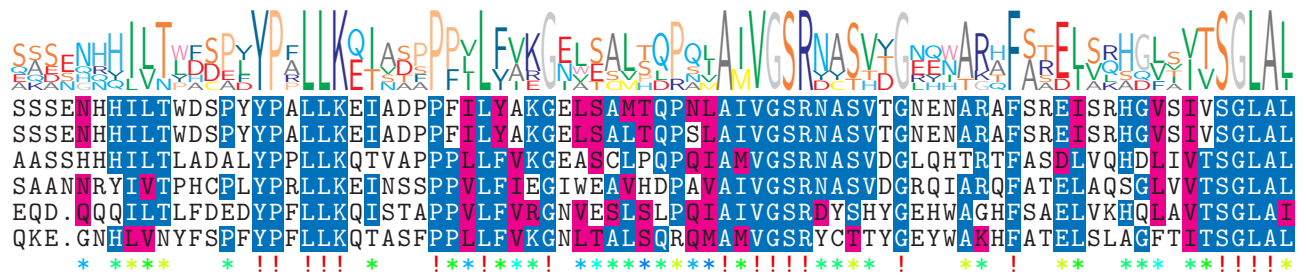 SSSENHHILTWDSPYYPALLKEIADPPFILYAKGELSAMTQPNLAIVGSRNASVTGNENARAFSREISRHGVSIVSGLAL
SSSENHHILTWDSPYYPALLKEIADPPFILYAKGELSALTQPSLAIVGSRNASVTGNENARAFSREISRHGVSIVSGLAL
AASSHHHILTLADALYPPLLKQTVAPPPLLFVKGEASCLPQPQIAMVGSRNASVDGLQHTRTFASDLVQHDLIVTSGLAL
SAANNRYIVTPHCPLYPRLLKEINSSPPVLFIEGIWEAVHDPAVAIVGSRNASVDGRQIARQFATELAQSGLVVTSGLAL
EQD.QQQILTLFDEDYPFLLKQISTAPPVLFVRGNVESLSLPQIAIVGSRDYSHYGEHWAGHFSAELVKHQLAVTSGLAI
QKE.GNHLVNYFSPFYPFLLKQTASFPPLLFVKGNLTALSQRQMAMVGSRYCTTYGEYWAKHFATELSLAGFTITSGLAL
* **** * !! !!! * !**!***! *********!*!!!!*** ! ** ! ** *** **!!!!*